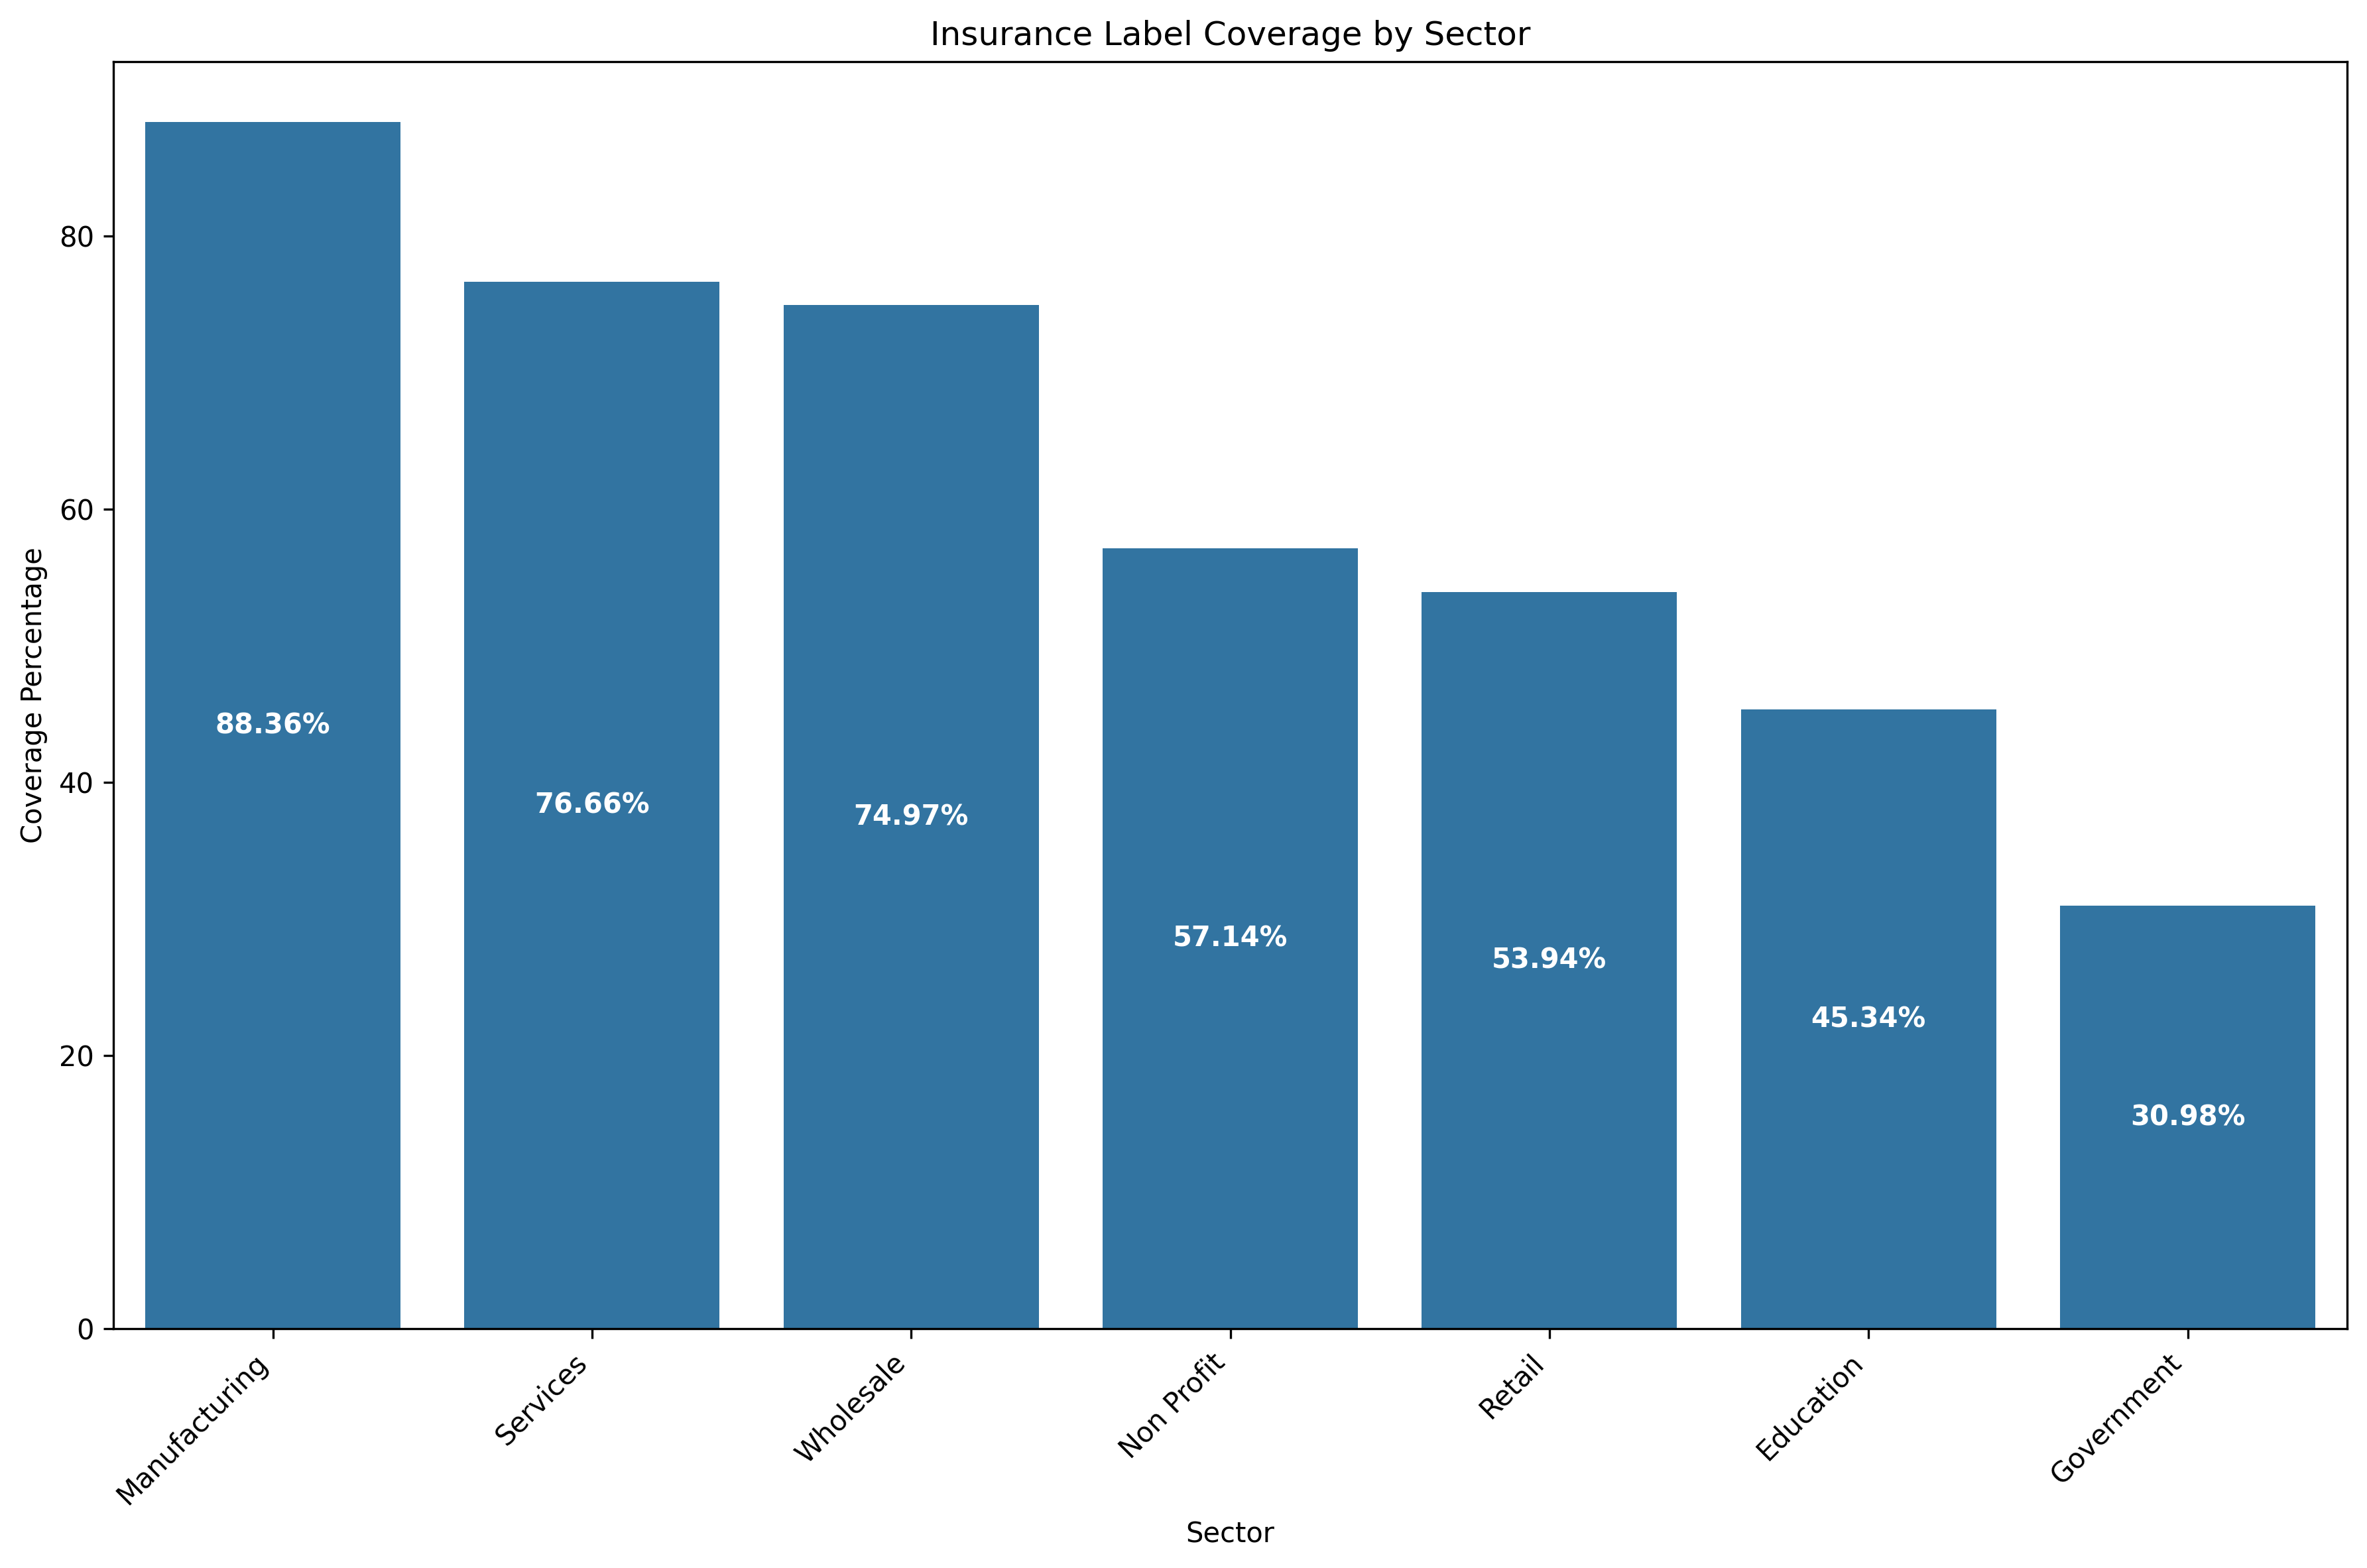 Insurance Label Coverage by Sector
Coverage Percentage
80
60
40
20
0
88.36%
76.66%
74.97%
57.14%
53.94%
45.34%
30.98%
Manufacturing
Services
Wholesale
Non Profit
Retail
Education
Government
Sector